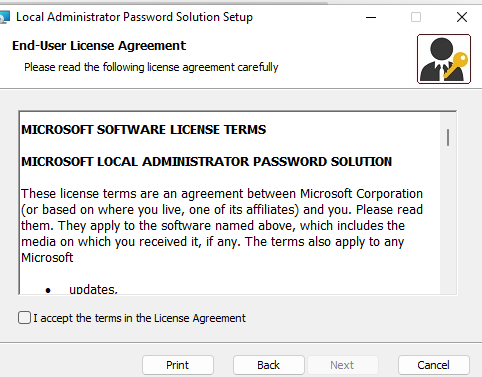 Local Administrator Password Solution Setup
End-User License Agreement
Please read the following license agreement carefully
MICROSOFT SOFTWARE LICENSE TERMS
MICROSOFT LOCAL ADMINISTRATOR PASSWORD SOLUTION
These license terms are an agreement between Microsoft Corporation
(or based on where you live, one of its affiliates) and you. Please read
them. They apply to the software named above, which includes the
media on which you received it, if any. The terms also apply to any
Microsoft
• updates,
I accept the terms in the License Agreement
Print Back Next Cancel